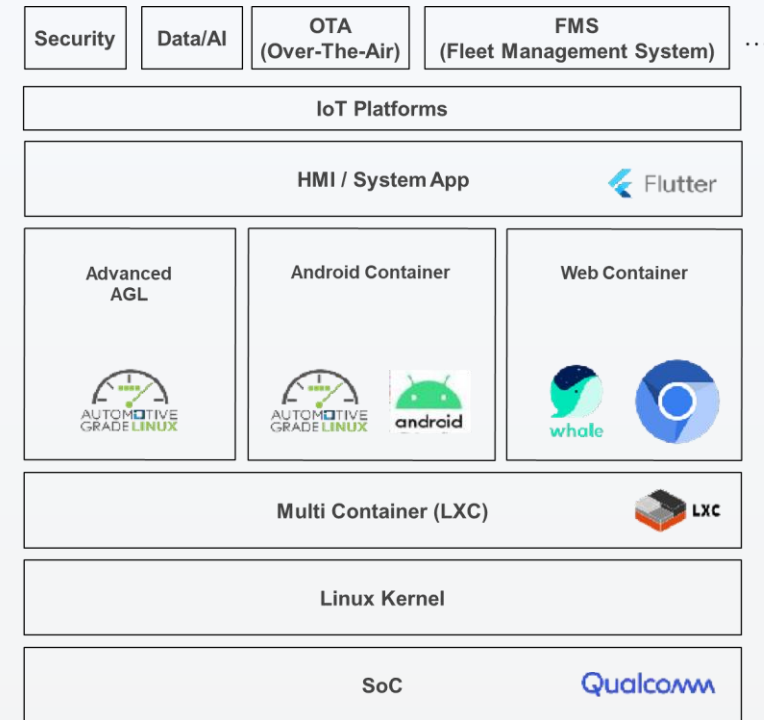 Security
Data/AI
OTA
(Over-The-Air)
FMS
(Fleet Management System)
...
IoT Platforms
HMI / System App
Flutter
Advanced
AGL
AUTOMOTIVE
GRADE LINUX
Android Container
AUTOMOTIVE
GRADE LINUX
android
Web Container
whale
Multi Container (LXC)
LXC
Linux Kernel
SoC
Qualcomm